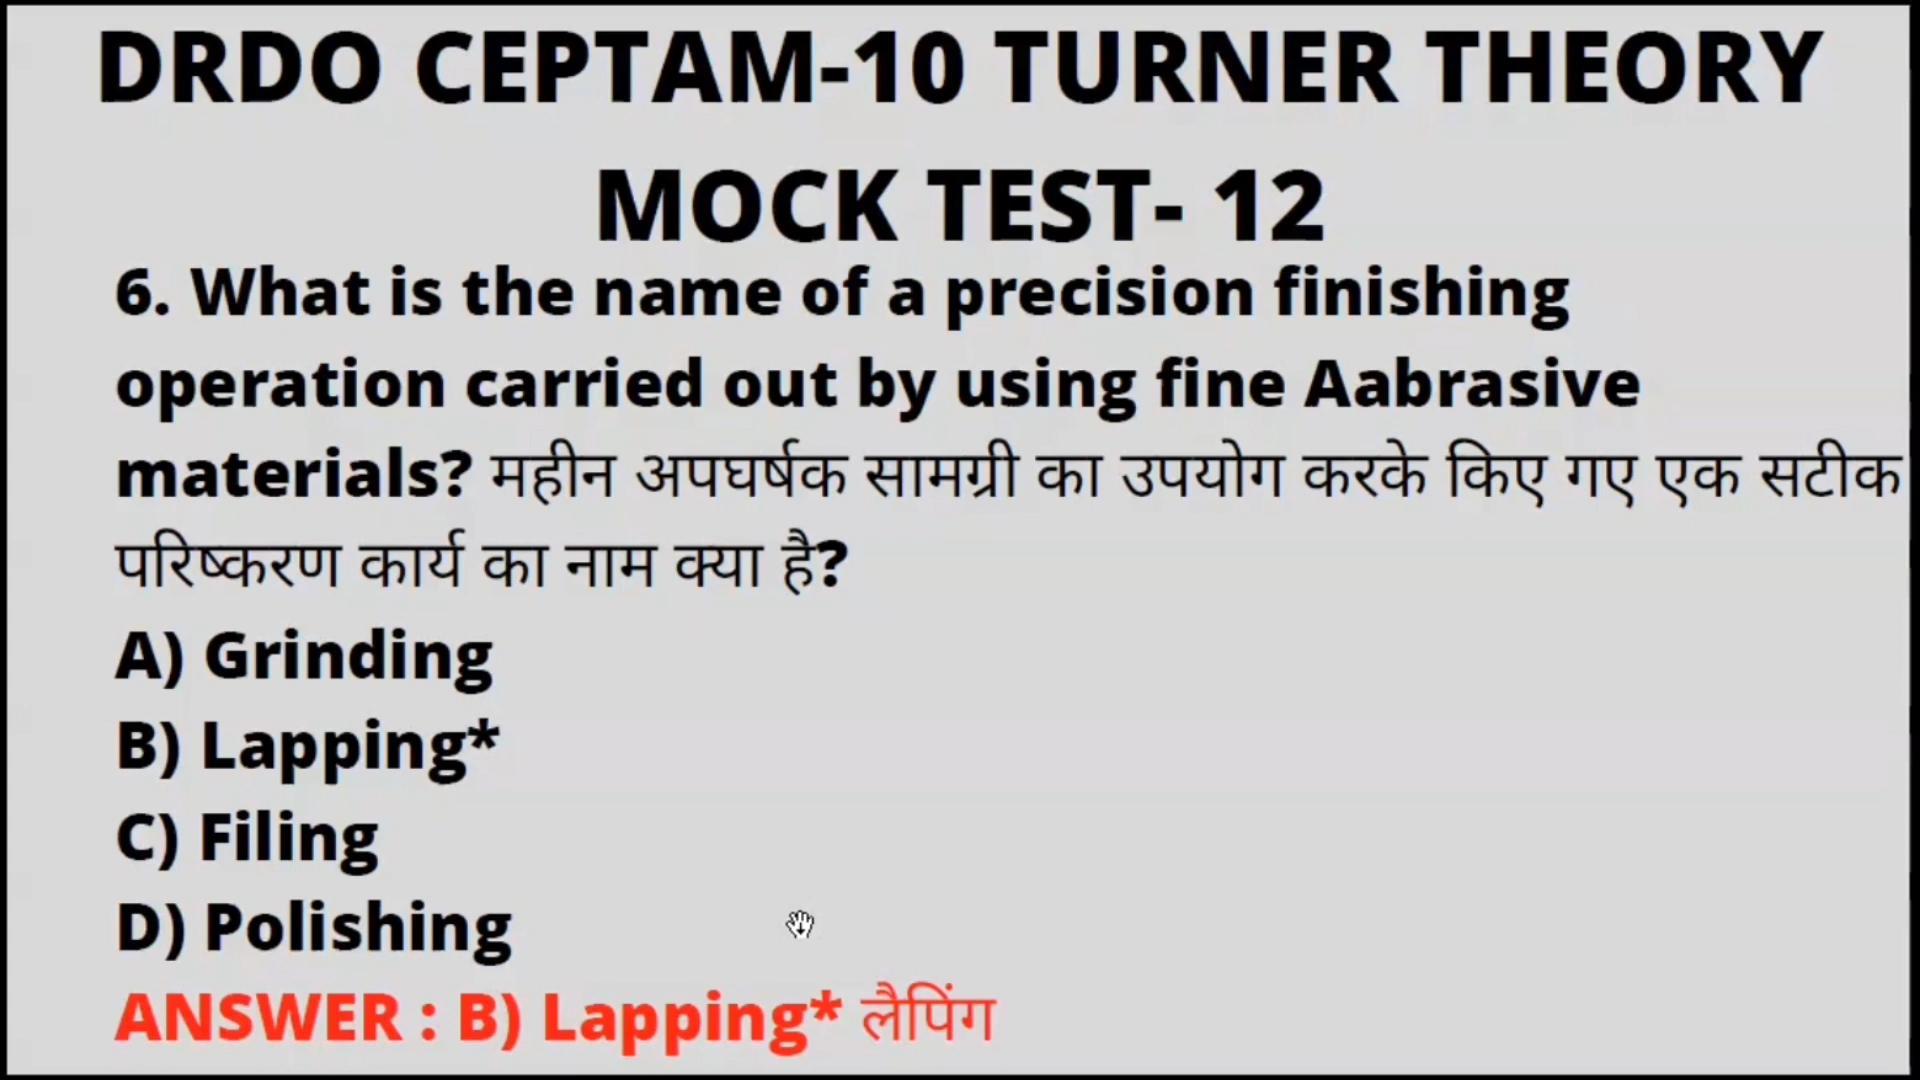 DRDO CEPTAM-10 TURNER THEORY
MOCK TEST- 12
6. What is the name of a precision finishing
operation carried out by using fine Aabrasive
materials? महीन अपघर्षक सामग्री का उपयोग करके किए गए एक सटीक
परिष्करण कार्य का नाम क्या है?
A) Grinding
B) Lapping*
C) Filing
D) Polishing
ANSWER : B) Lapping* लैपिंग